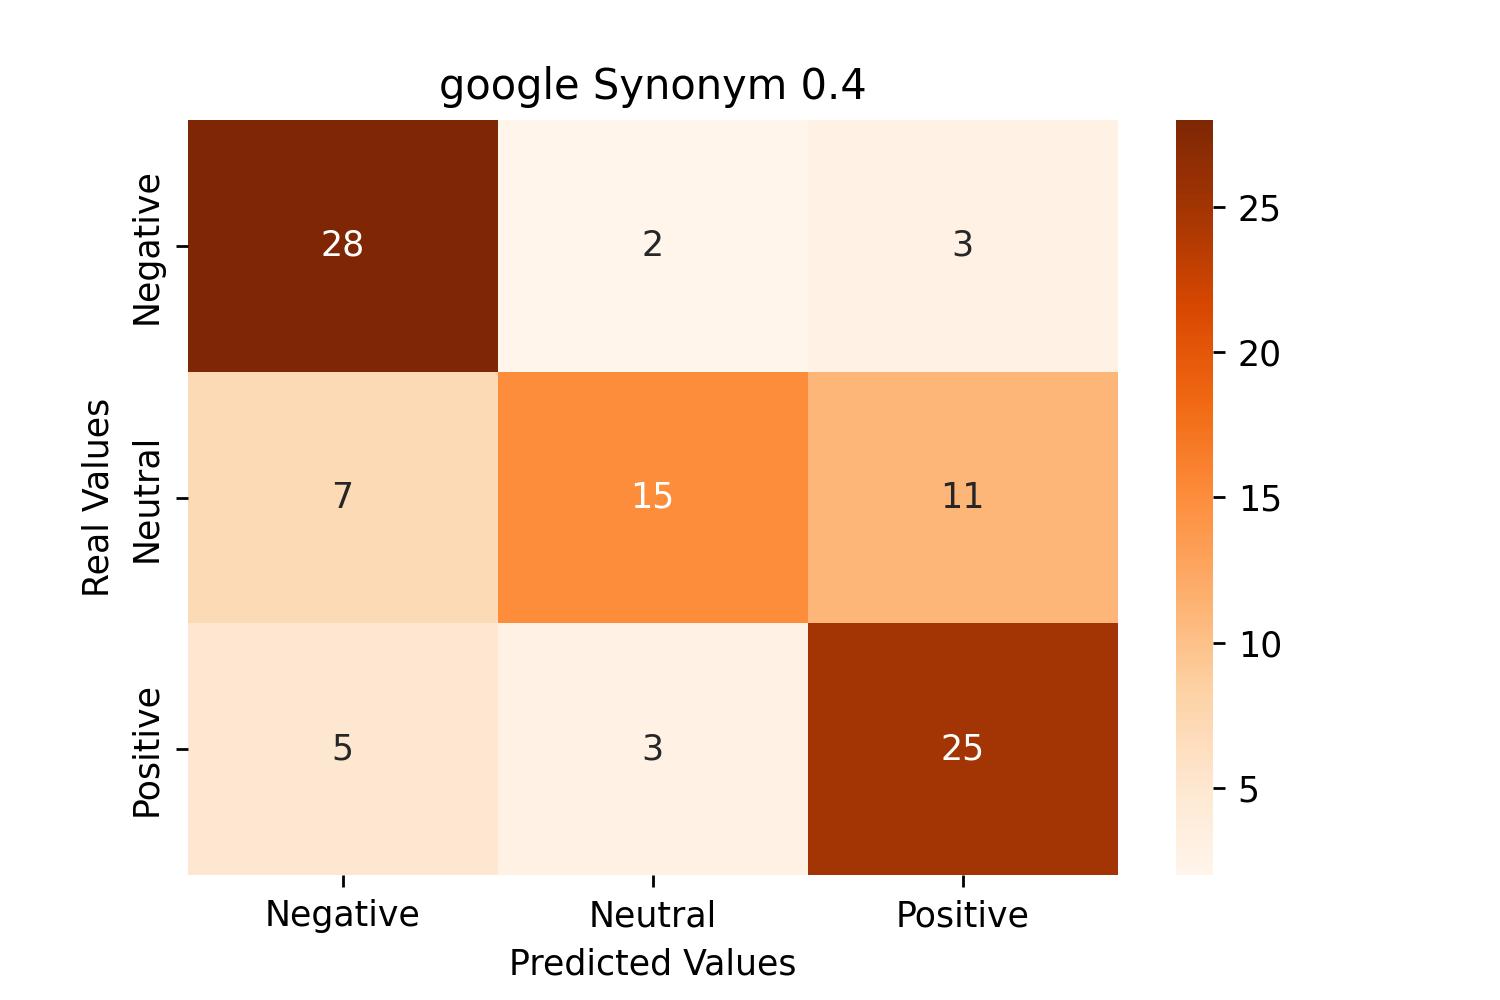 google Synonym 0.4
Real Values
Negative
Neutral
Positive
28 2 3
7 15 11
5 3 25
Negative Neutral Positive
Predicted Values
25
20
15
10
5